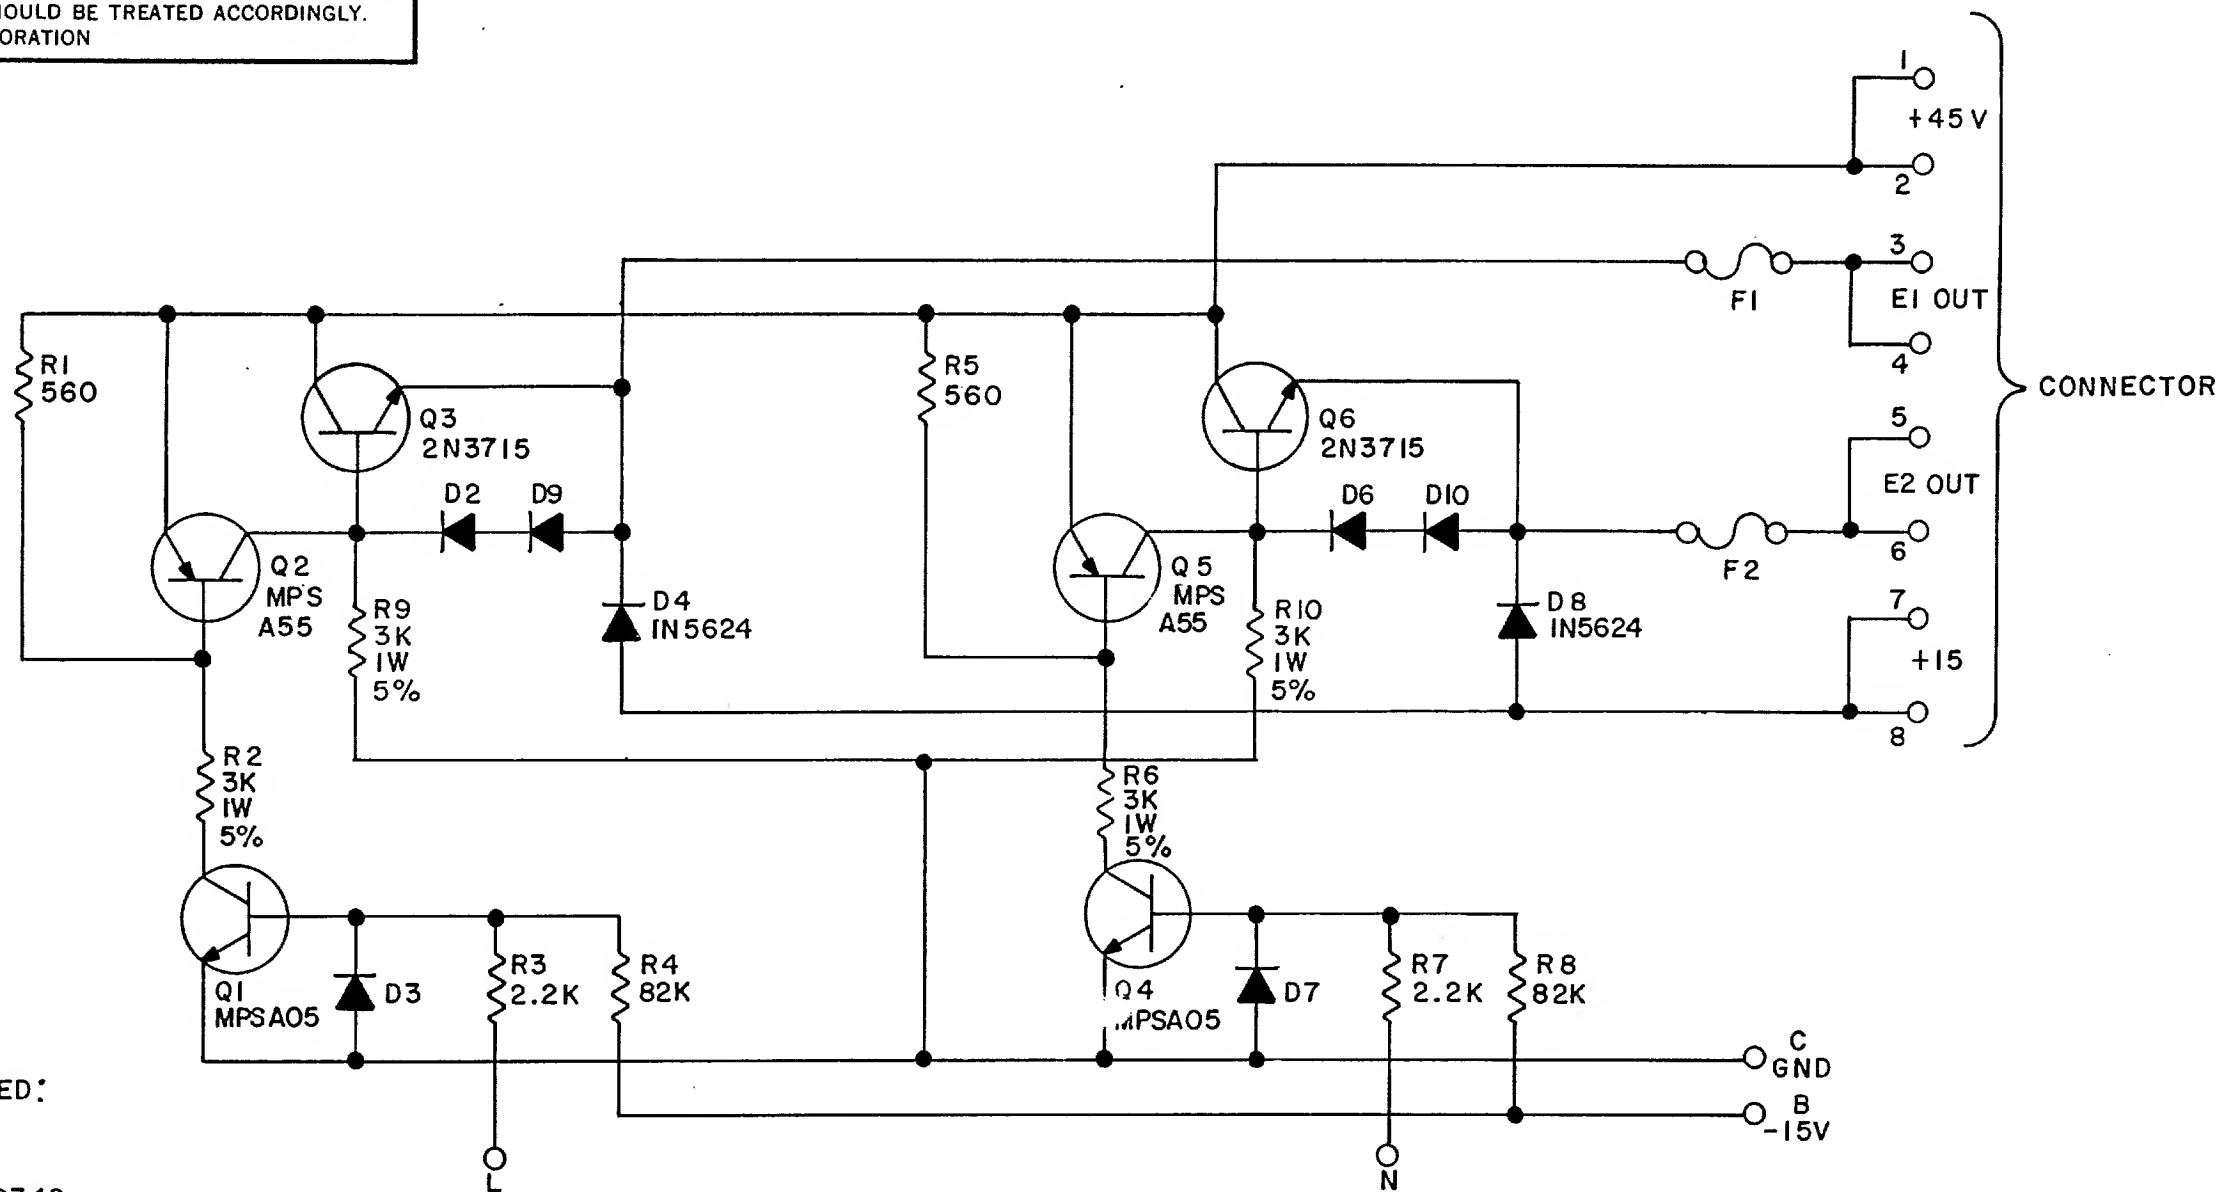 HOULD BE TREATED ACCORDINGLY.
ORATION
1
+45V
2
3
E1 OUT
4
F1
R1
560
Q3
2N3715
R5
560
Q6
2N3715
CONNECTOR
5
E2 OUT
6
F2
D2
D9
D6
D10
Q2
MPS
A55
R9
3K
1W
5%
D4
IN5624
Q5
MPS
A55
R10
3K
1W
5%
D8
IN5624
7
+15
8
R2
3K
1W
5%
R6
3K
1W
5%
Q1
MPSA05
D3
R3
2.2K
R4
82K
Q4
MPSA05
D7
R7
2.2K
R8
82K
C
GND
B
-15V
ED:
L
N